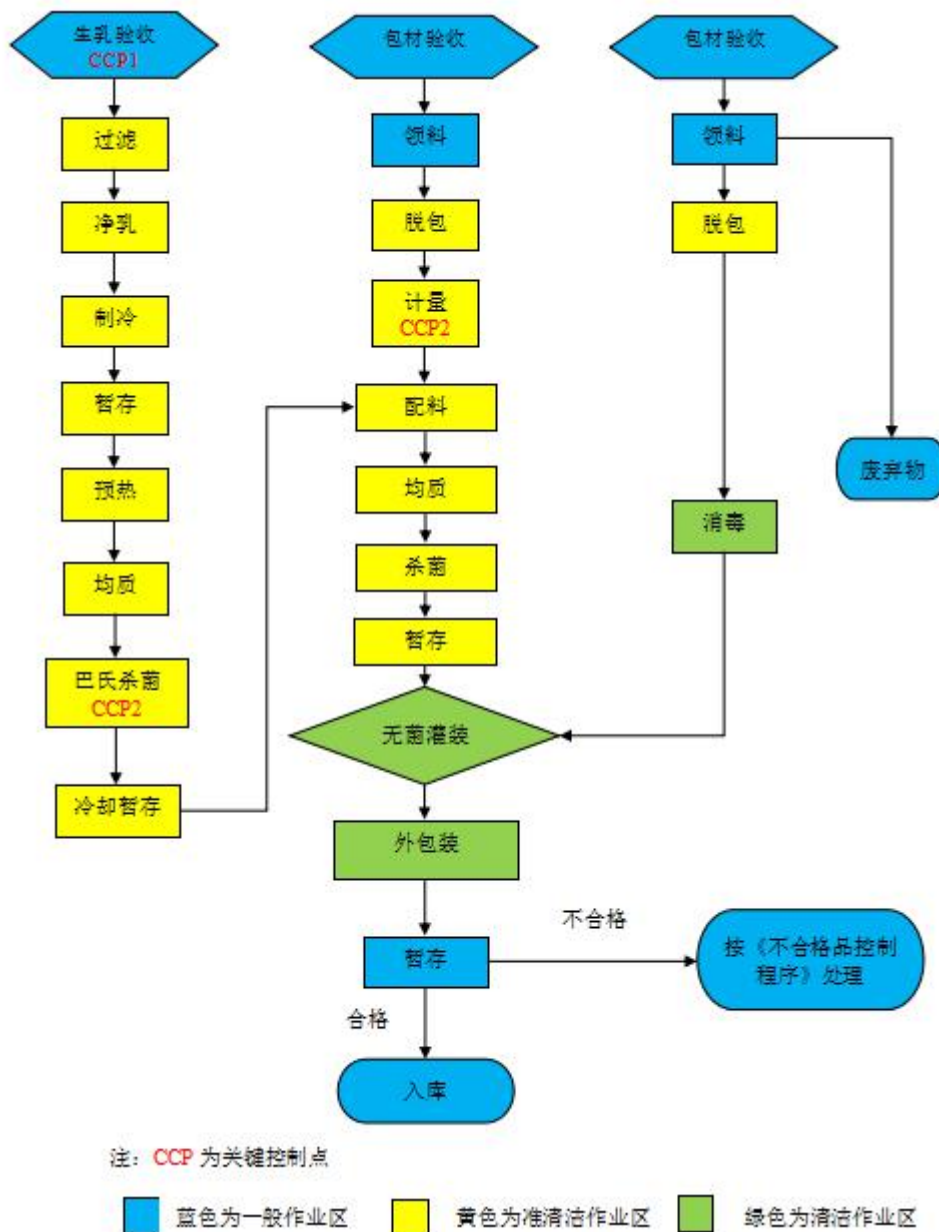 生乳验收
CCP1
过滤
净乳
制冷
暂存
预热
均质
巴氏杀菌
CCP2
冷却暂存
包材验收
领料
脱包
计量
CCP2
配料
均质
杀菌
暂存
无菌灌装
外包装
暂存
合格
入库
包材验收
领料
脱包
消毒
废弃物
不合格
按《不合格品控制
程序》处理
注：CCP 为关键控制点
蓝色为一般作业区
黄色为准清洁作业区
绿色为清洁作业区